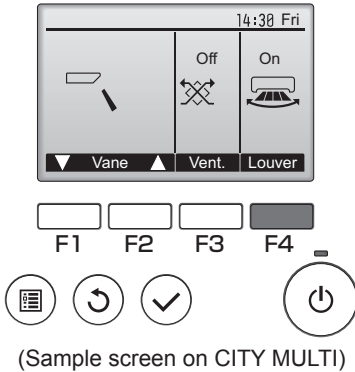 14:30 Fri
Off On
Vane Vent. Louver
F1 F2 F3 F4
(Sample screen on CITY MULTI)